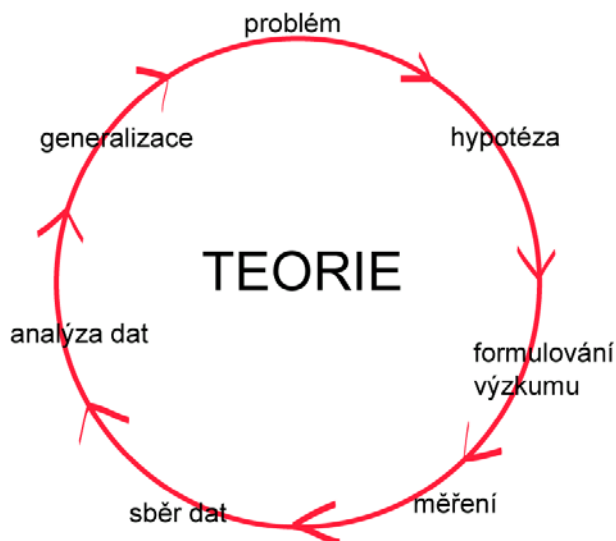 problém
hypotéza
formulování
výzkumu
měření
sběr dat
analýza dat
generalizace
TEORIE